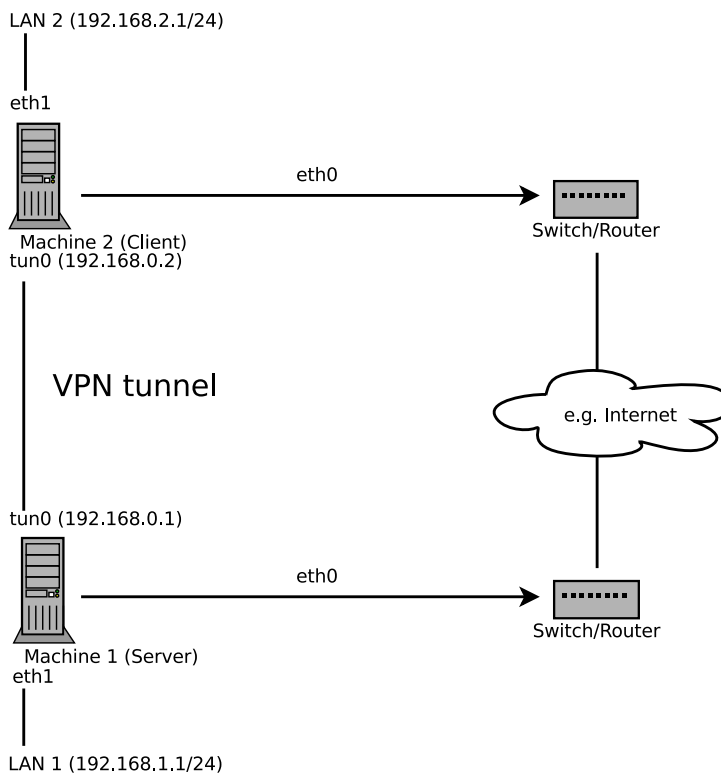 LAN 2 (192.168.2.1/24)
eth1
eth0
Machine 2 (Client)
Switch/Router
tun0 (192.168.0.2)
VPN tunnel
e.g. Internet
tun0 (192.168.0.1)
eth0
Switch/Router
Machine 1 (Server)
eth1
LAN 1 (192.168.1.1/24)